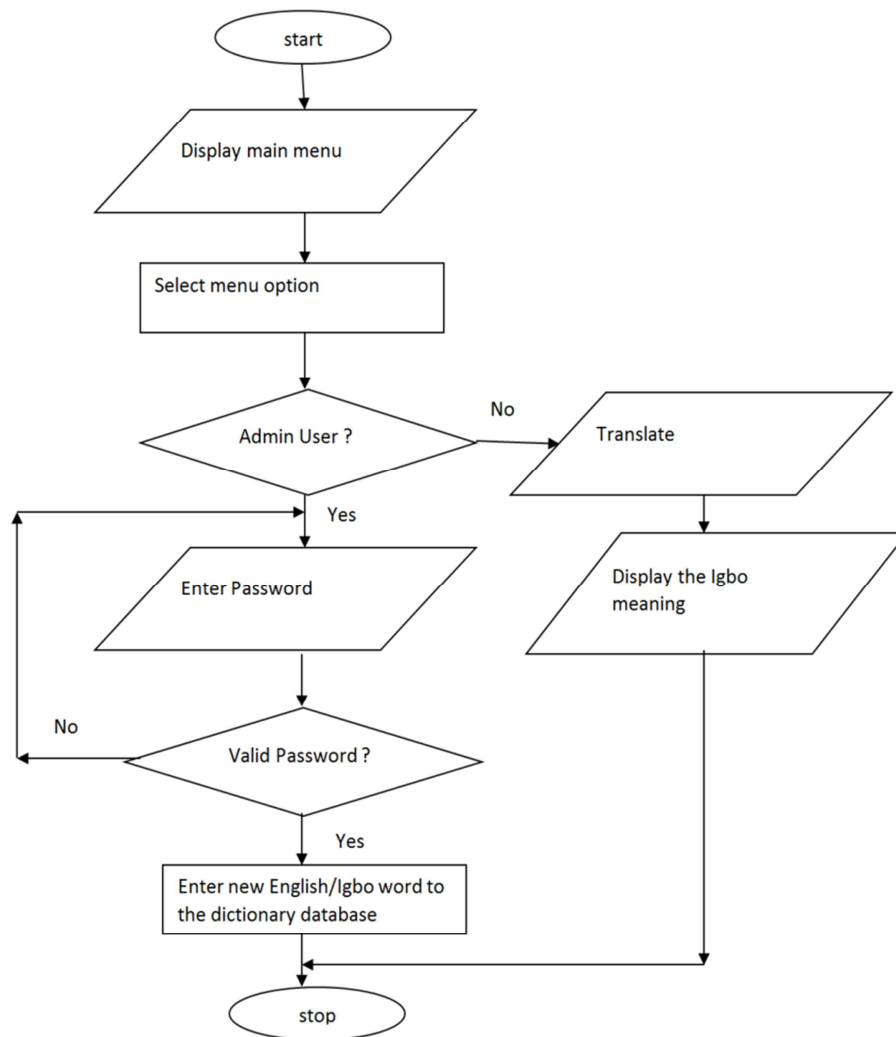 start
Display main menu
Select menu option
Admin User ?
No
Translate
Yes
Enter Password
Display the Igbo
meaning
No
Valid Password ?
Yes
Enter new English/Igbo word to
the dictionary database
stop